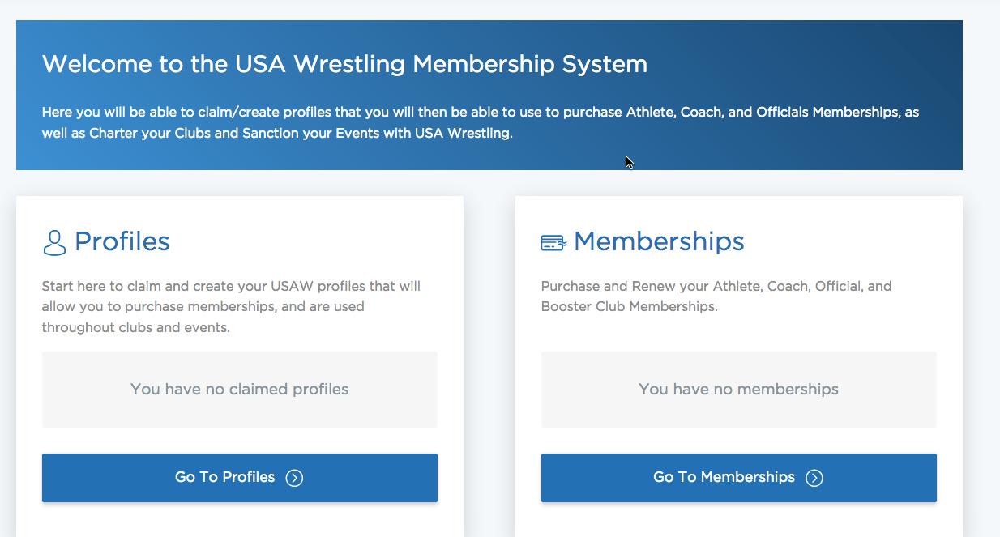 Welcome to the USA Wrestling Membership System
Here you will be able to claim/create profiles that you will then be able to use to purchase Athlete, Coach, and Officials Memberships, as
well as Charter your Clubs and Sanction your Events with USA Wrestling.
Profiles
Start here to claim and create your USAW profiles that will
allow you to purchase memberships, and are used
throughout clubs and events.
You have no claimed profiles
Go To Profiles
Memberships
Purchase and Renew your Athlete, Coach, Official, and
Booster Club Memberships.
You have no memberships
Go To Memberships